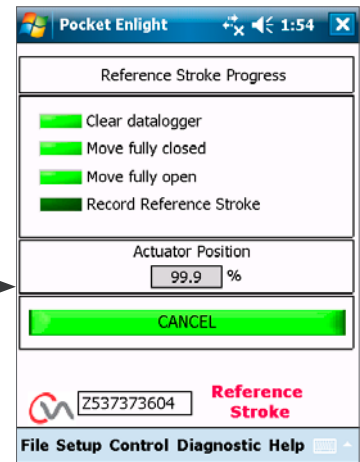 Pocket Enlight 1:54
Reference Stroke Progress
Clear datalogger
Move fully closed
Move fully open
Record Reference Stroke
Actuator Position
99.9 %
CANCEL
Z537373604
Reference
Stroke
File Setup Control Diagnostic Help